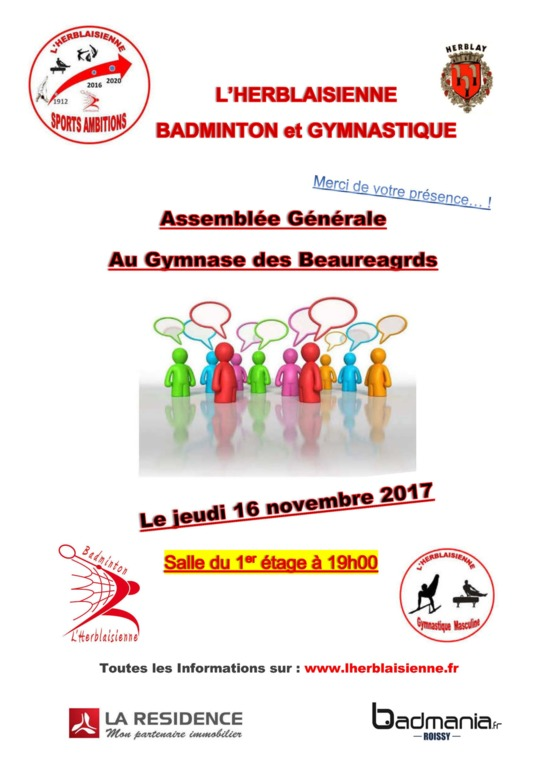 L'HERBLAISIENNE
1912
2016
2020
SPORTS AMBITIONS
HERBLAY
L'HERBLAISIENNE
BADMINTON et GYMNASTIQUE
Merci de votre présence… !
Assemblée Générale
Au Gymnase des Beaureagrds
Le jeudi 16 novembre 2017
Salle du 1er étage à 19h00
Badminton
L'Herblaisienne
L'HERBLAISIENNE
Gymnastique Masculine
Toutes les Informations sur : www.lherblaisienne.fr
LA RESIDENCE
Mon partenaire immobilier
badmania.fr
ROISSY